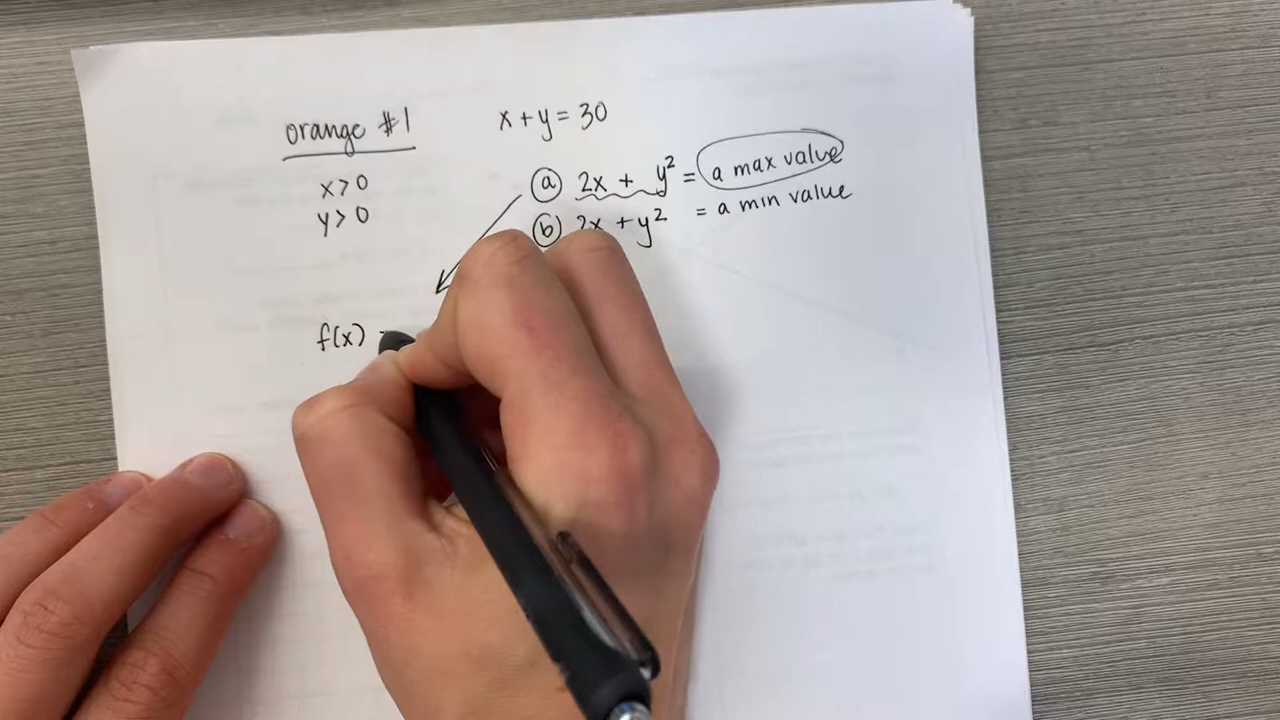 orange #1
x + y = 30
x > 0
y > 0
ⓐ 2x + y² = a max value
ⓑ 2x + y² = a min value
f(x)